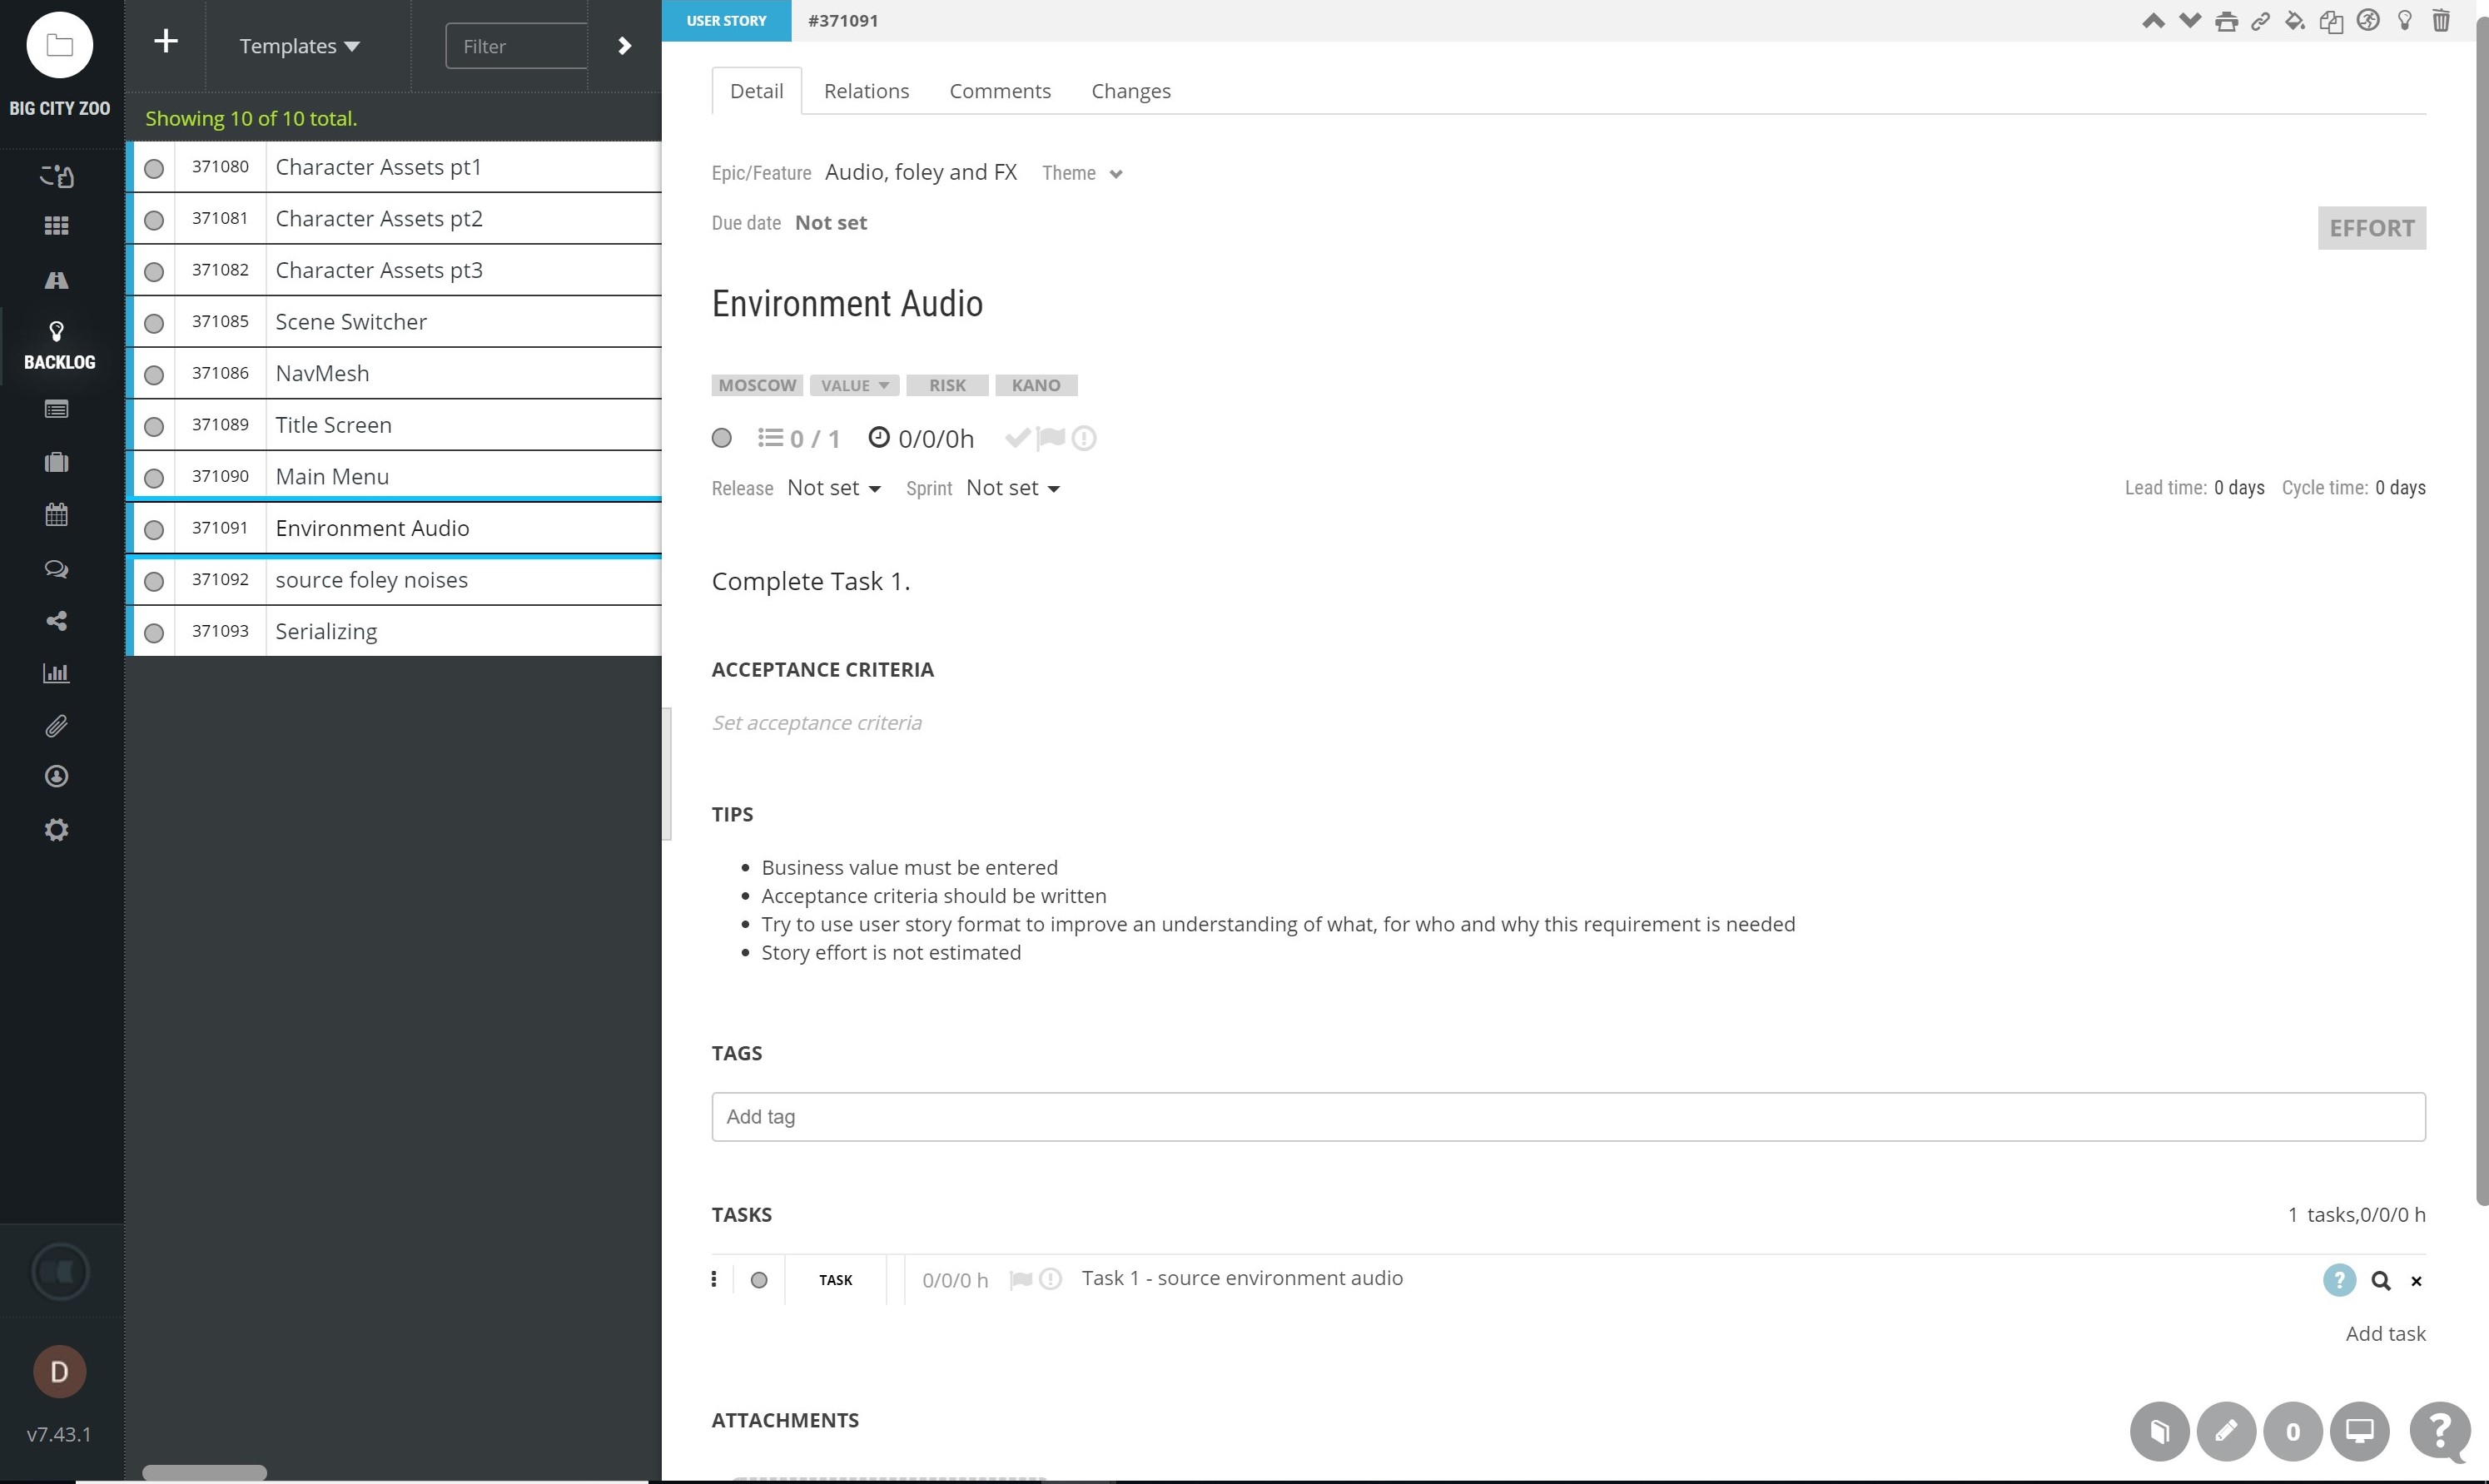 BIG CITY ZOO
BACKLOG
D
v7.43.1
+
Templates
Filter
Showing 10 of 10 total.
371080 Character Assets pt1
371081 Character Assets pt2
371082 Character Assets pt3
371085 Scene Switcher
371086 NavMesh
371089 Title Screen
371090 Main Menu
371091 Environment Audio
371092 source foley noises
371093 Serializing
USER STORY #371091
Detail Relations Comments Changes
Epic/Feature Audio, foley and FX Theme
Due date Not set
EFFORT
Environment Audio
MOSCOW VALUE RISK KANO
0 / 1 0/0/0h
Release Not set Sprint Not set Lead time: 0 days Cycle time: 0 days
Complete Task 1.
ACCEPTANCE CRITERIA
Set acceptance criteria
TIPS
• Business value must be entered
• Acceptance criteria should be written
• Try to use user story format to improve an understanding of what, for who and why this requirement is needed
• Story effort is not estimated
TAGS
Add tag
TASKS 1 tasks,0/0/0 h
TASK 0/0/0 h Task 1 - source environment audio ? ×
Add task
ATTACHMENTS
0 ?